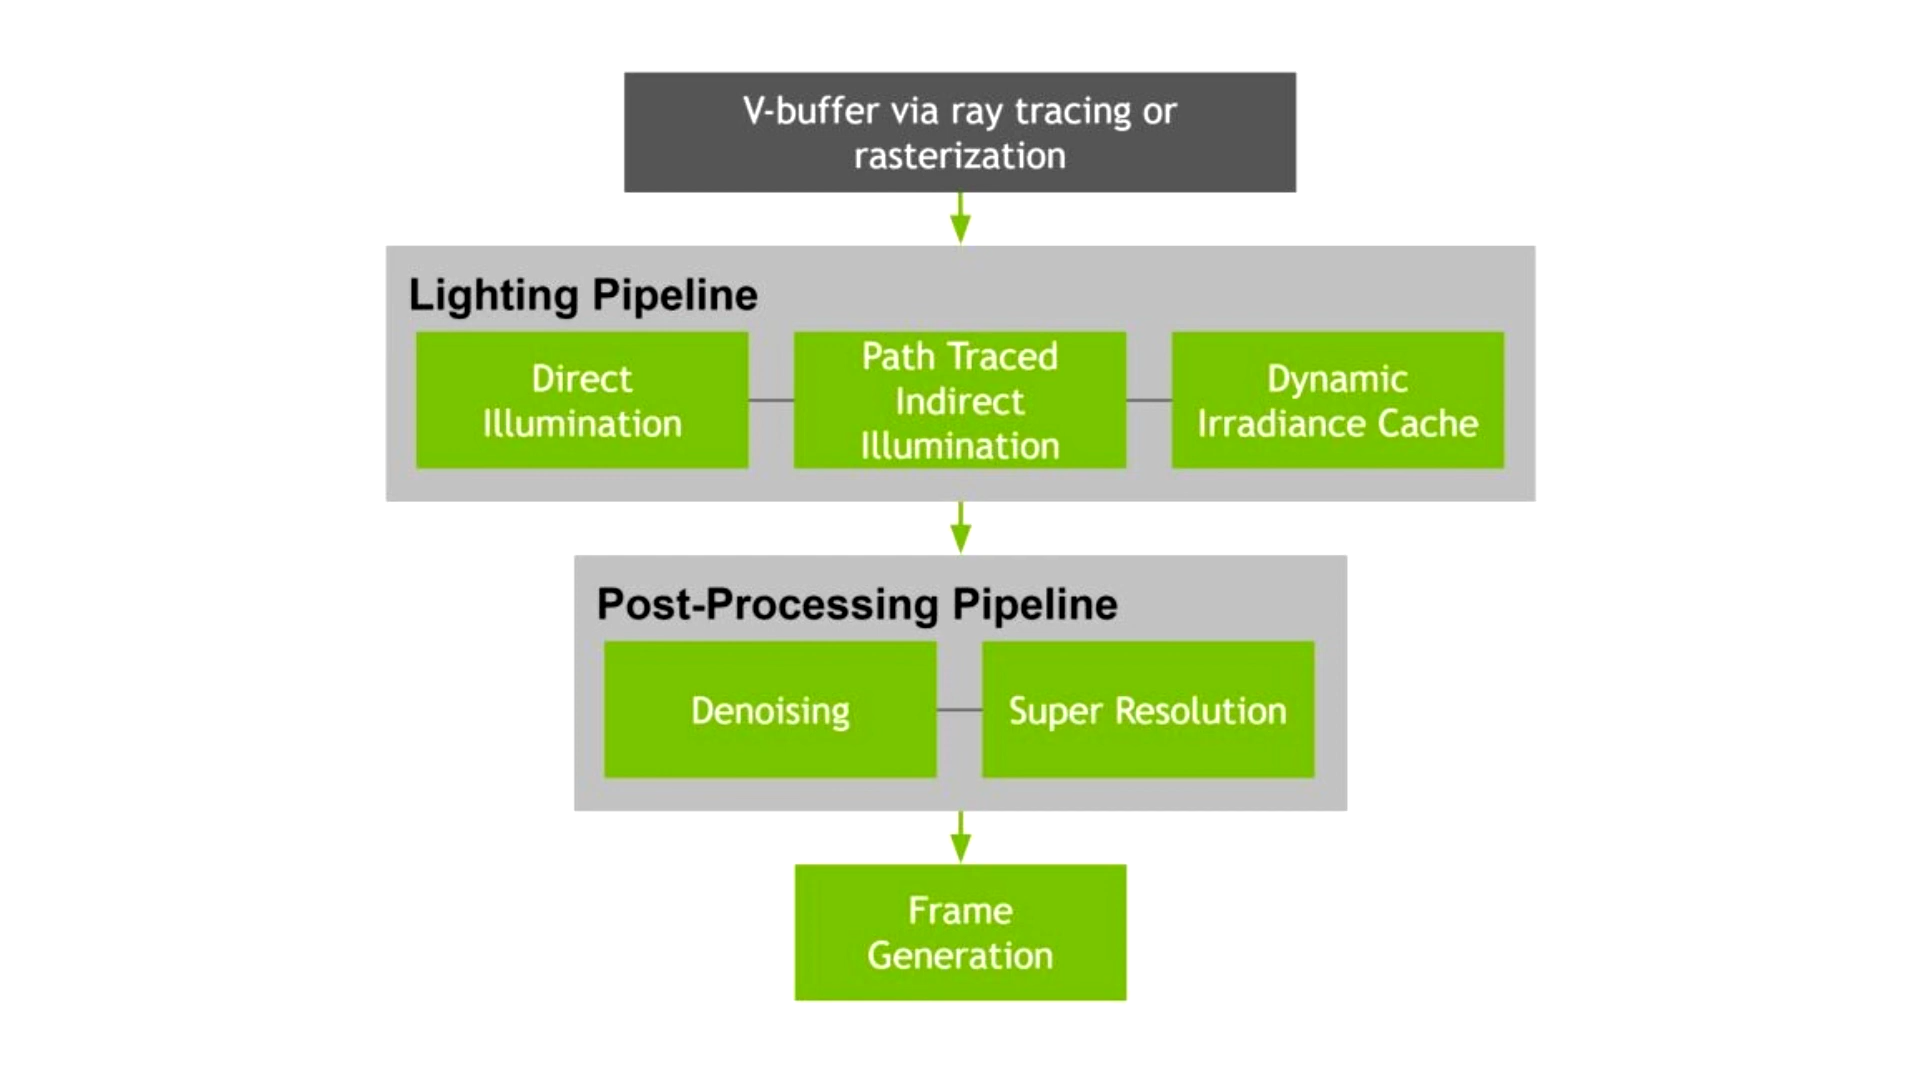 V-buffer via ray tracing or
rasterization
Lighting Pipeline
Direct
Illumination
Path Traced
Indirect
Illumination
Dynamic
Irradiance Cache
Post-Processing Pipeline
Denoising
Super Resolution
Frame
Generation